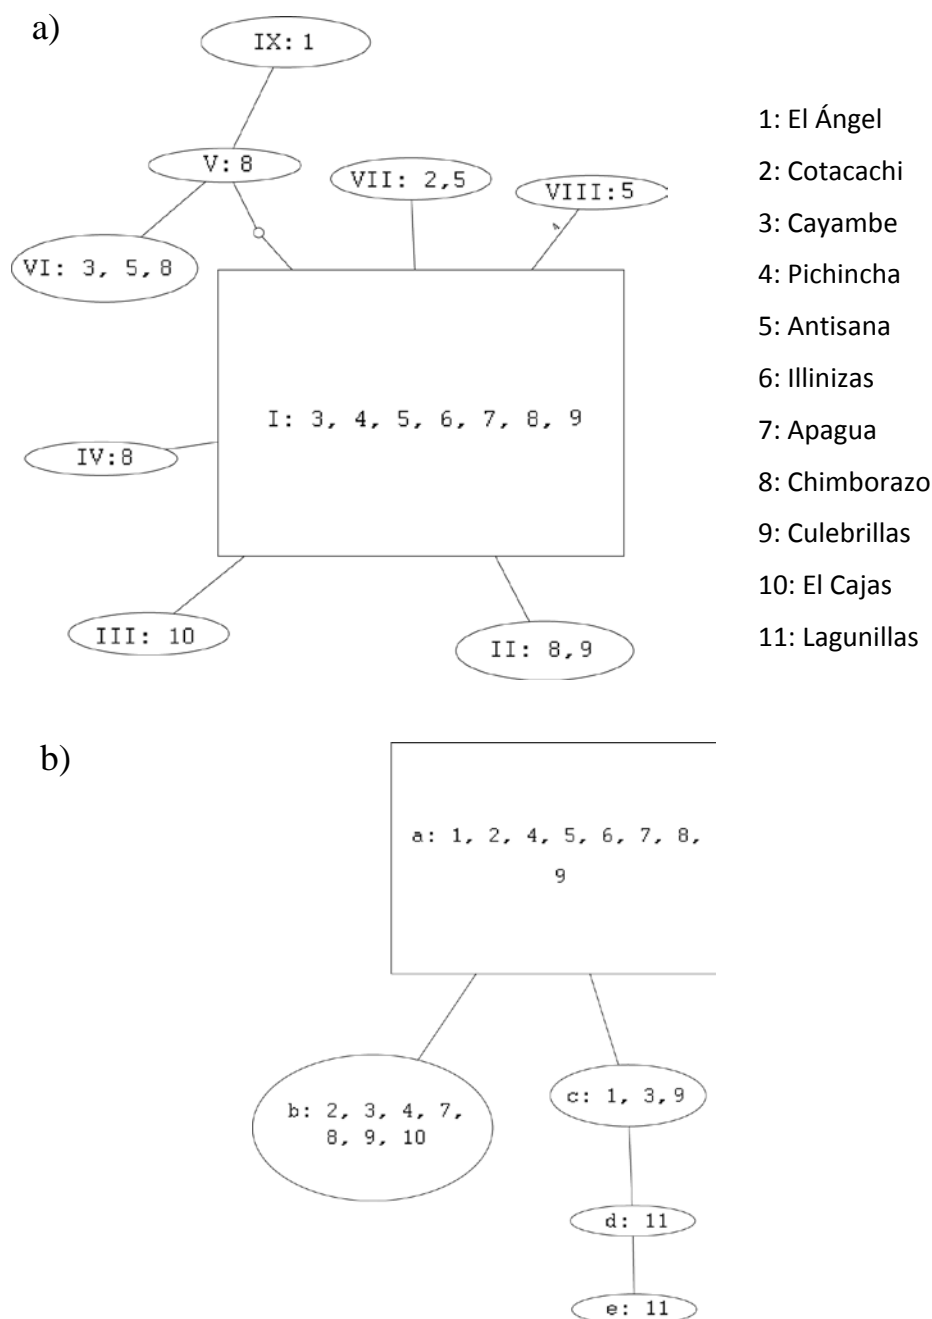 a)
IX: 1
V: 8
VII: 2,5
VIII:5
4
VI: 3, 5,8
I: 3, 4, 5, 6, 7, 8, 9
IV:8
III: 10
II: 8,9
1: El Ángel
2: Cotacachi
3: Cayambe
4: Pichincha
5: Antisana
6: Illinizas
7: Apagua
8: Chimborazo
9: Culebrillas
10: El Cajas
11: Lagunillas
b)
a: 1, 2, 4, 5, 6, 7, 8,
9
b: 2, 3, 4, 7,
8, 9, 10
c: 1, 3,9
d: 11
e: 11